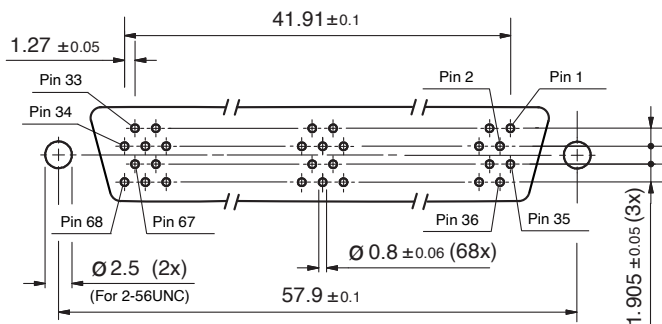 41.91 ±0.1
1.27 ±0.05
Pin 33
Pin 2
Pin 1
Pin 34
Pin 68
Pin 67
Pin 36
Pin 35
Ø 0.8 ±0.06 (68x)
Ø 2.5 (2x)
(For 2-56UNC)
57.9 ±0.1
1.905 ±0.05 (3x)